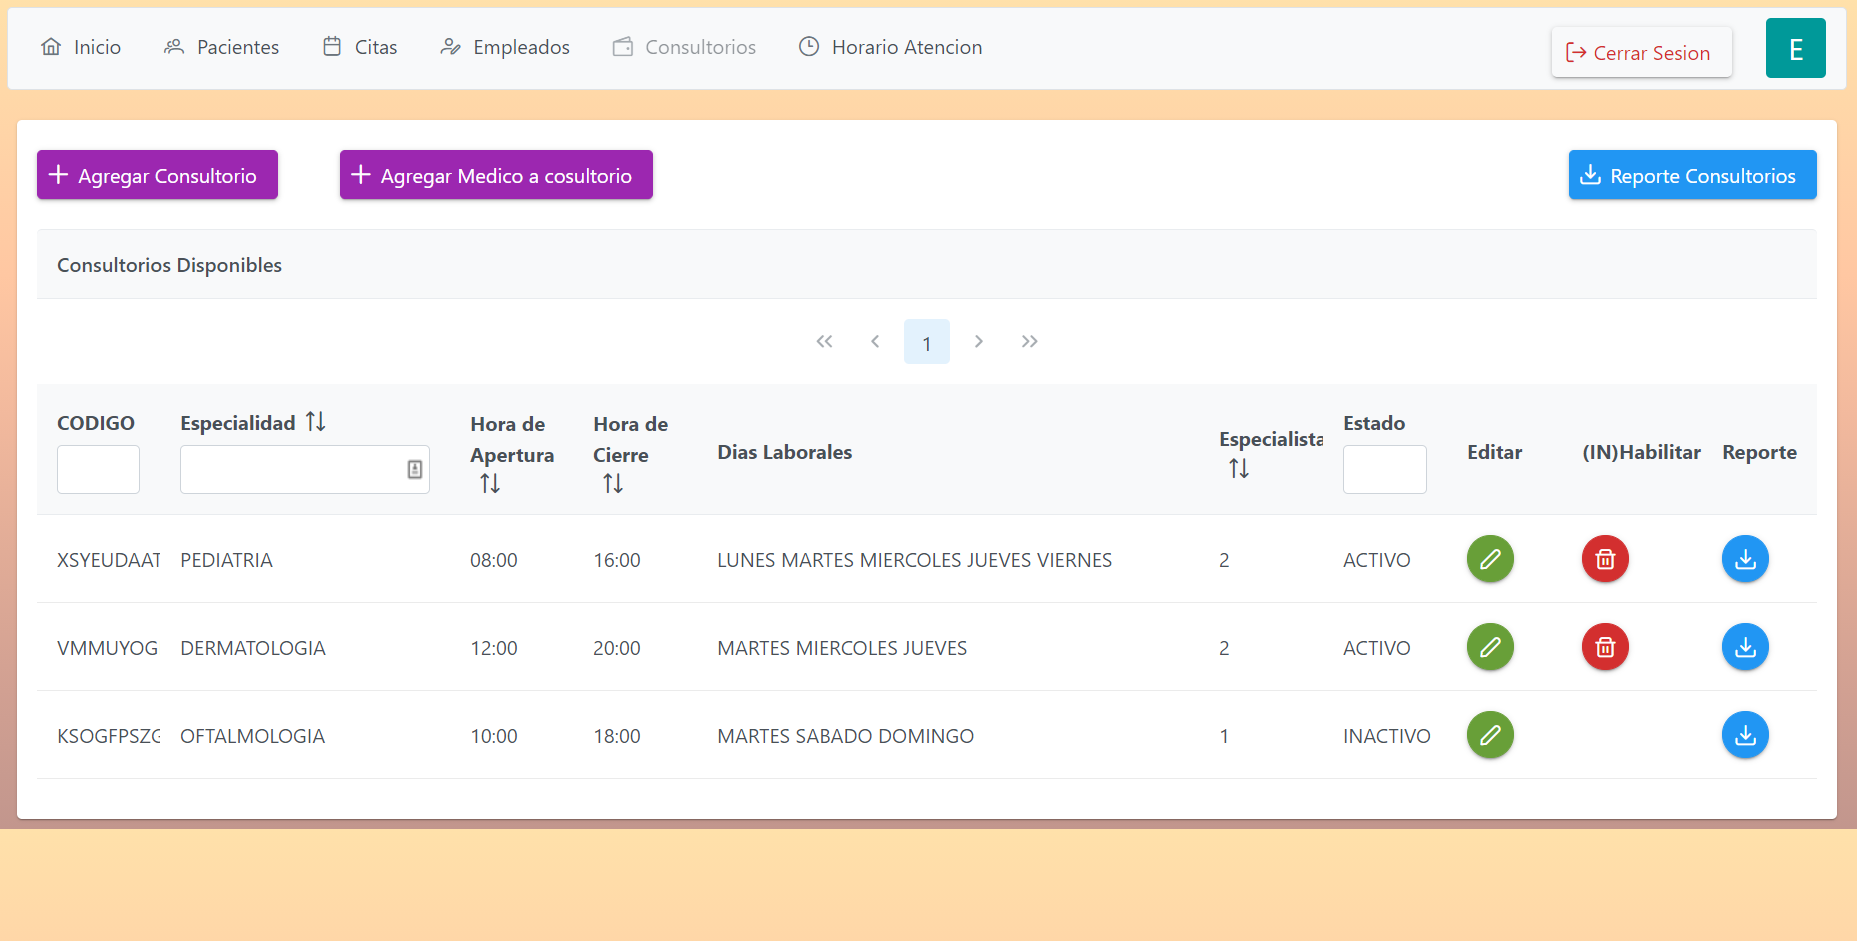 Inicio Pacientes Citas Empleados Consultorios Horario Atencion Cerrar Sesion E
Agregar Consultorio Agregar Medico a cosultorio Reporte Consultorios
Consultorios Disponibles
1
CODIGO Especialidad Hora de Apertura Hora de Cierre Dias Laborales Especialista Estado Editar (IN)Habilitar Reporte
XSYEUDAAT PEDIATRIA 08:00 16:00 LUNES MARTES MIERCOLES JUEVES VIERNES 2 ACTIVO
VMMUYOG DERMATOLOGIA 12:00 20:00 MARTES MIERCOLES JUEVES 2 ACTIVO
KSOGFPSZG OFTALMOLOGIA 10:00 18:00 MARTES SABADO DOMINGO 1 INACTIVO